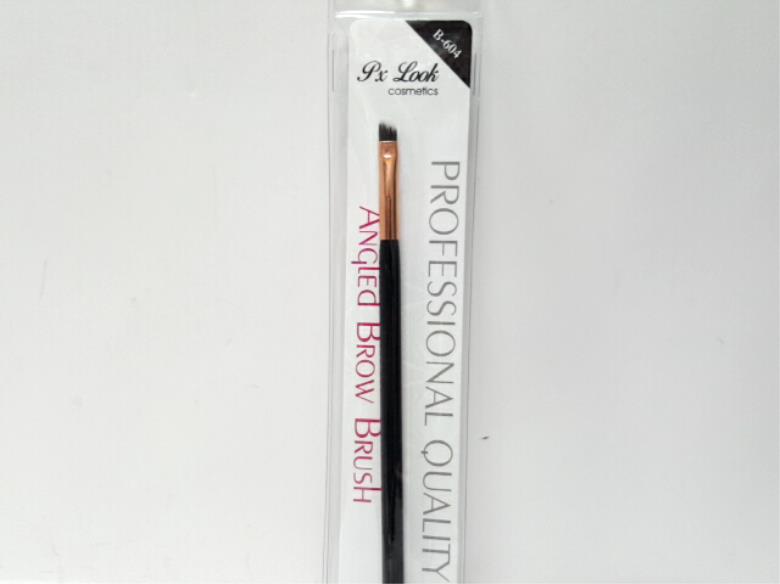 B-604
Px Look
cosmetics
PROFESSIONAL QUALITY
ANGLED BROW BRUSH